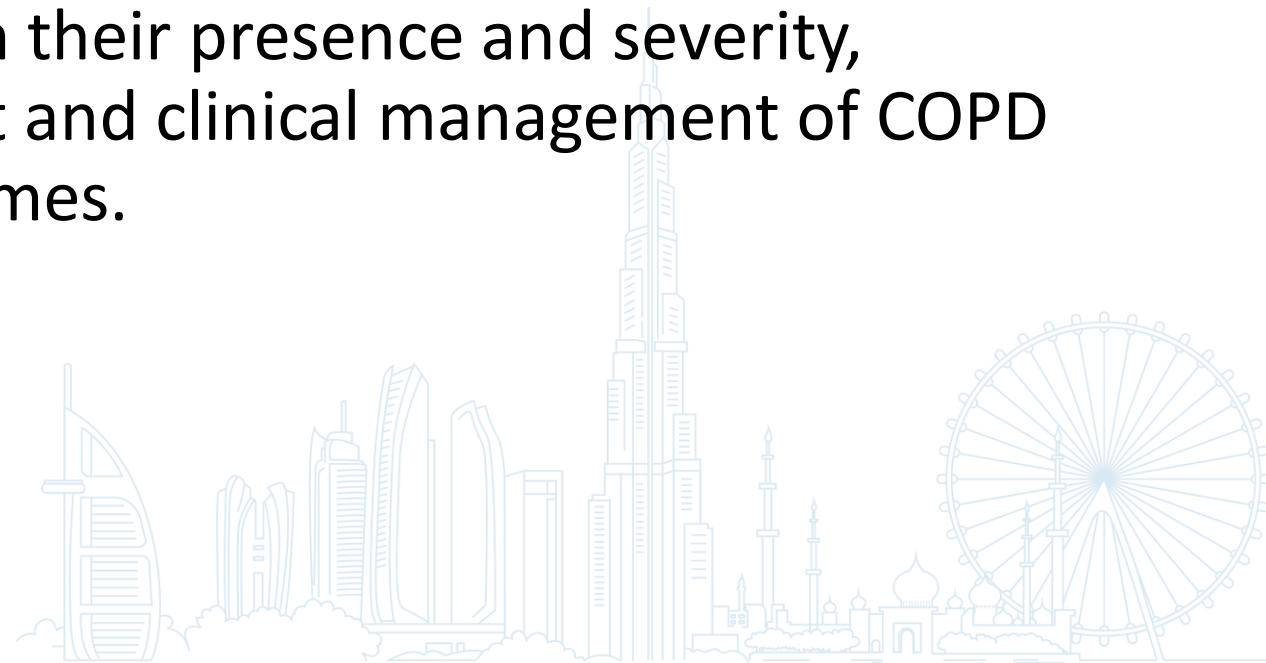 their presence and severity,
and clinical management of COPD
mes.